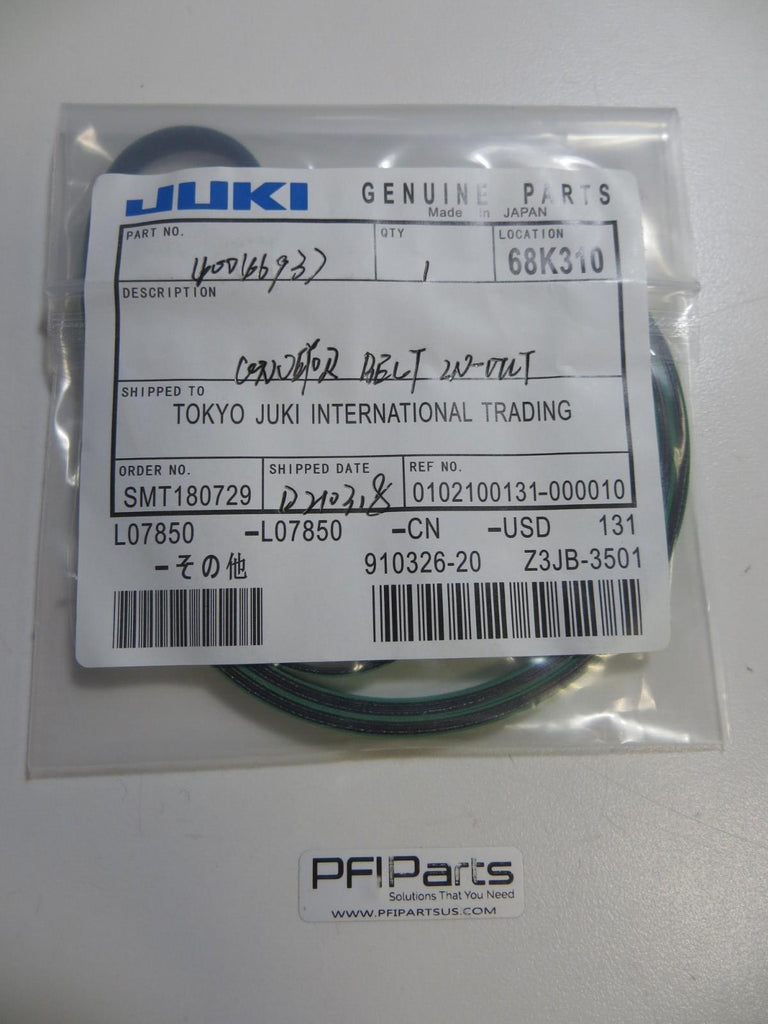 JUKI GENUINE PARTS
Made in JAPAN
PART NO. QTY LOCATION
40016693 1 68K310
DESCRIPTION
CONVEYOR BELT IN-OUT
SHIPPED TO
TOKYO JUKI INTERNATIONAL TRADING
ORDER NO. SHIPPED DATE REF NO.
SMT180729 0102100131-000010
L07850 -L07850 -CN -USD 131
-その他 910326-20 Z3JB-3501
PFIParts
Solutions That You Need
WWW.PFIPARTSUS.COM